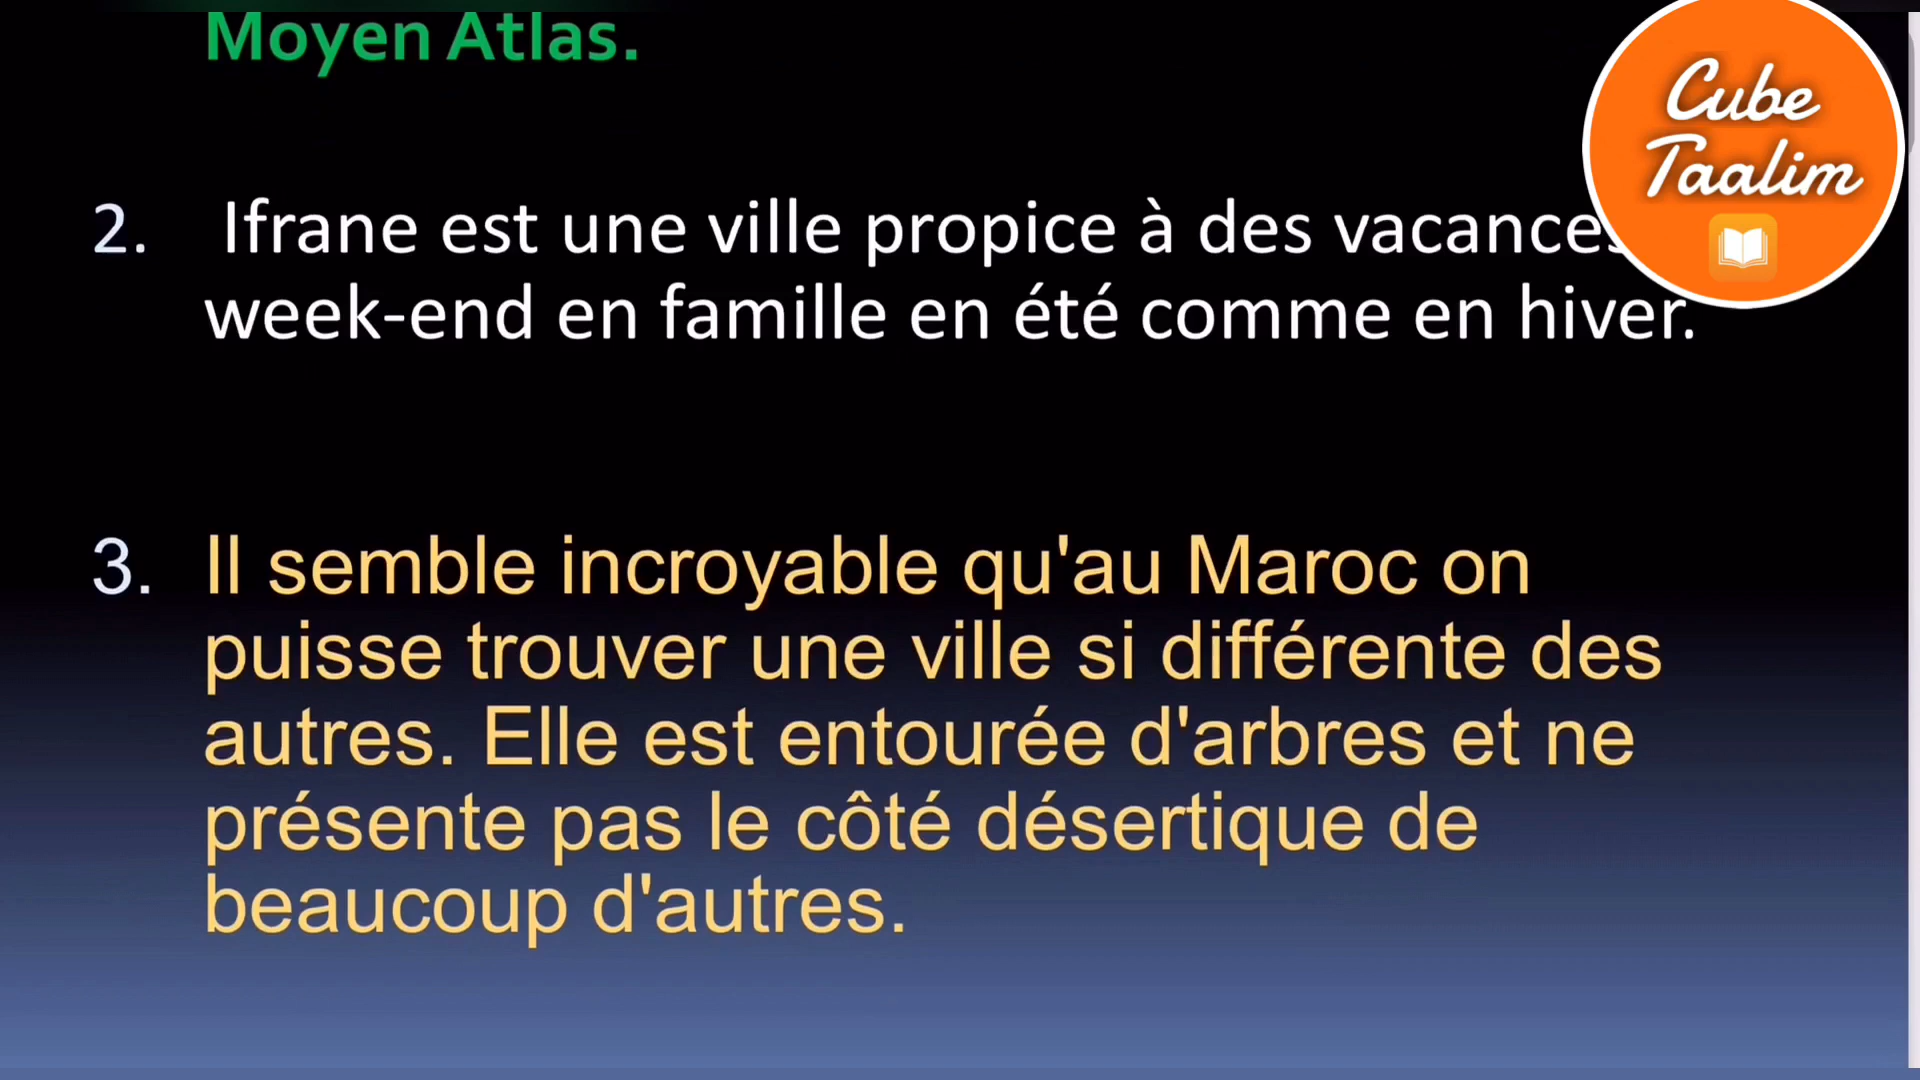 Moyen Atlas.
Cube
Taalim
2. Ifrane est une ville propice à des vacances
week-end en famille en été comme en hiver.
3. Il semble incroyable qu'au Maroc on
puisse trouver une ville si différente des
autres. Elle est entourée d'arbres et ne
présente pas le côté désertique de
beaucoup d'autres.